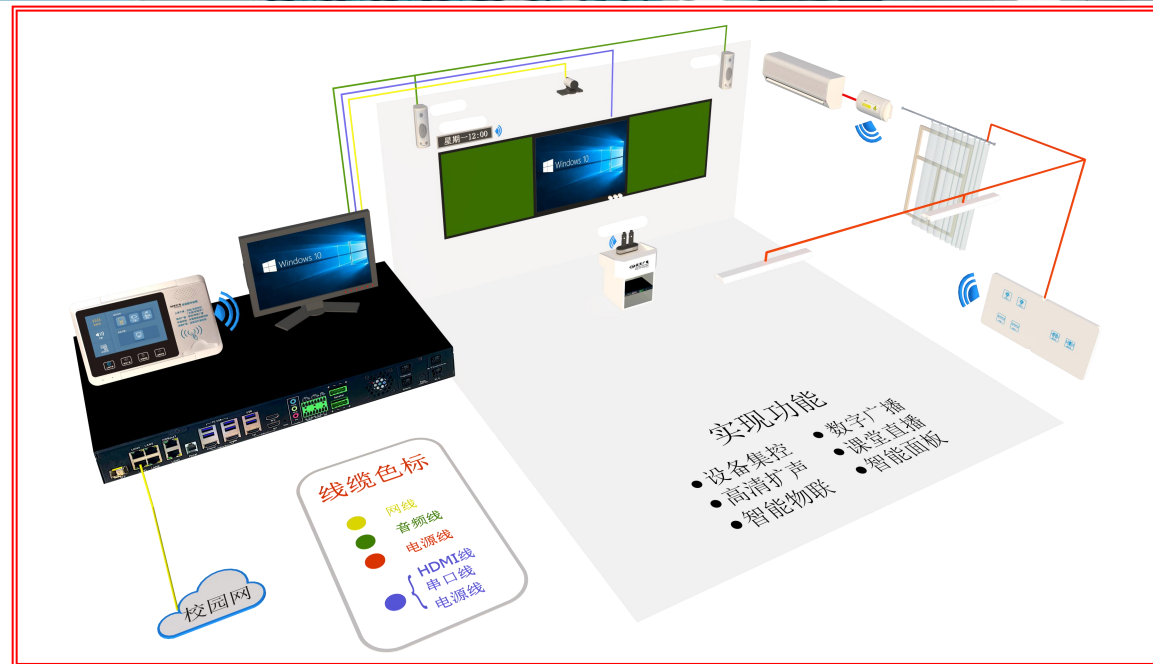 星期一12:00
Windows 10
Windows 10
实现功能
●设备集控
●高清扩声
●智能物联
●数字广播
●课堂直播
●智能面板
线缆色标
网线
音频线
电源线
HDMI线
串口线
电源线
校园网